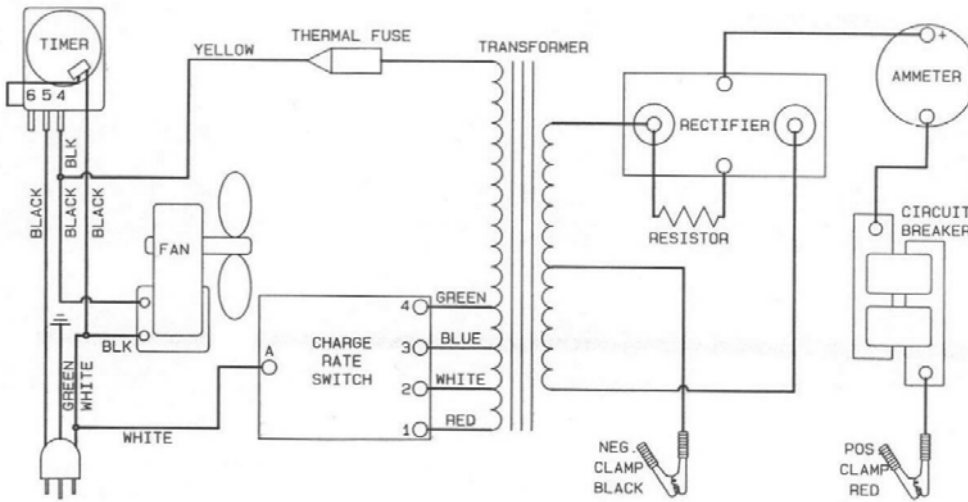 TIMER
6 5 4
BLACK
BLACK
BLK
BLACK
YELLOW
THERMAL FUSE
TRANSFORMER
FAN
BLK
GREEN
WHITE
WHITE
A
CHARGE
RATE
SWITCH
4
GREEN
3
BLUE
2
WHITE
1
RED
RECTIFIER
RESISTOR
+
AMMETER
CIRCUIT
BREAKER
NEG.
CLAMP
BLACK
POS.
CLAMP
RED